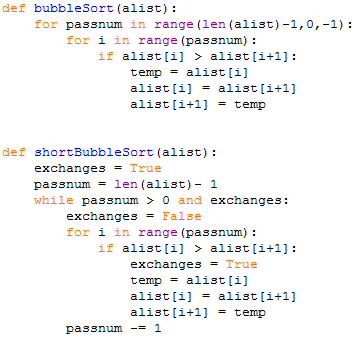 def bubbleSort(alist):
    for passnum in range(len(alist)-1,0,-1):
        for i in range(passnum):
            if alist[i] > alist[i+1]:
                temp = alist[i]
                alist[i] = alist[i+1]
                alist[i+1] = temp

def shortBubbleSort(alist):
    exchanges = True
    passnum = len(alist)- 1
    while passnum > 0 and exchanges:
        exchanges = False
        for i in range(passnum):
            if alist[i] > alist[i+1]:
                exchanges = True
                temp = alist[i]
                alist[i] = alist[i+1]
                alist[i+1] = temp
        passnum -= 1